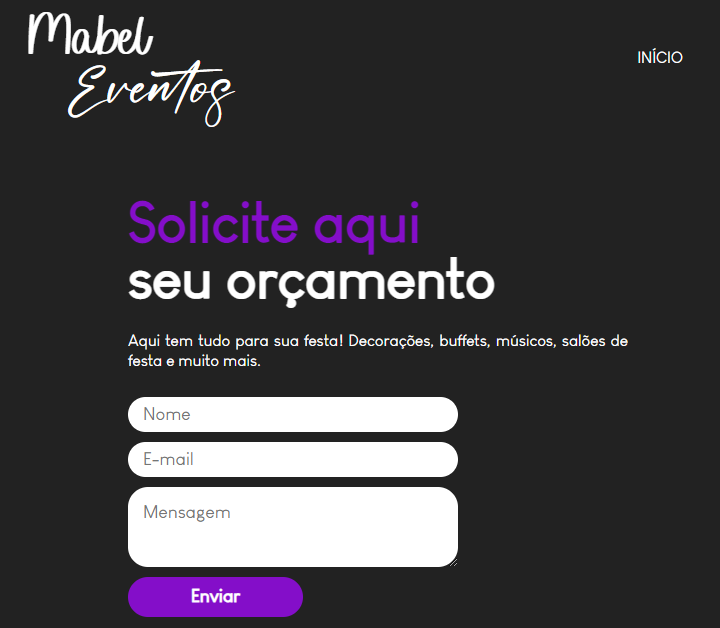 Mabel
Eventos
INÍCIO
Solicite aqui
seu orçamento
Aqui tem tudo para sua festa! Decorações, buffets, músicos, salões de
festa e muito mais.
Nome
E-mail
Mensagem
Enviar